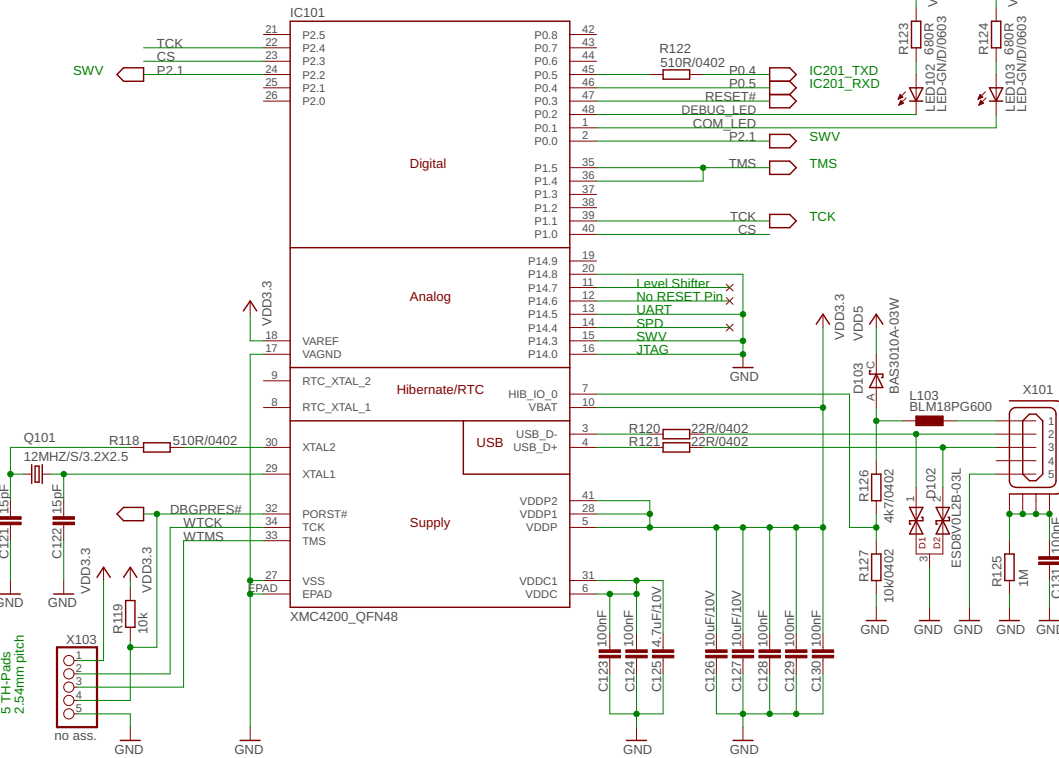 IC101
21 P2.5
22 P2.4
23 P2.3
24 P2.2
25 P2.1
26 P2.0
TCK
CS
SWV P2.1
P0.8 42
P0.7 43
P0.6 44
P0.5 45
P0.4 46
P0.3 47
P0.2 48
P0.1 1
P0.0 2
R122
510R/0402
P0.4 IC201_TXD
P0.5 IC201_RXD
RESET#
DEBUG_LED
COM_LED
P2.1 SWV
R123
680R
LED102
LED-GN/D/0603
R124
680R
LED103
LED-GN/D/0603
Digital
P1.5 35
P1.4 36
P1.3 37
P1.2 38
P1.1 39
P1.0 40
TMS TMS
TCK TCK
CS
Analog
P14.9 19
P14.8 20
P14.7 11
P14.6 12
P14.5 13
P14.4 14
P14.3 15
P14.0 16
Level Shifter
No RESET Pin
UART
SPD
SWV
JTAG
GND
VDD3.3
18 VAREF
17 VAGND
9 RTC_XTAL_2
8 RTC_XTAL_1
Hibernate/RTC
HIB_IO_0 7
VBAT 10
VDD3.3
VDD5
D103
C
A
BAS3010A-03W
L103
BLM18PG600
X101
1
2
3
4
5
Q101
12MHZ/S/3.2X2.5
R118 510R/0402
30 XTAL2
29 XTAL1
USB
USB_D- 3
USB_D+ 4
R120 22R/0402
R121 22R/0402
15pF
C121
15pF
C122
GND
GND
DBGPRES#
WTCK
WTMS
32 PORST#
34 TCK
33 TMS
Supply
VDDP2 41
VDDP1 28
VDDP 5
27 VSS
EPAD EPAD
VDDC1 31
VDDC 6
XMC4200_QFN48
R126
4k7/0402
R127
10k/0402
GND
1
2
D102
D1
D2
3
ESD8V0L2B-03L
GND
GND
R125
1M
GND
C131
100nF
GND
VDD3.3
VDD3.3
R119
10k
X103
1
2
3
4
5
no ass.
5 TH-Pads
2.54mm pitch
GND
GND
C123 100nF
C124 100nF
C125 4.7uF/10V
GND
C126 10uF/10V
C127 10uF/10V
C128 100nF
C129 100nF
C130 100nF
GND